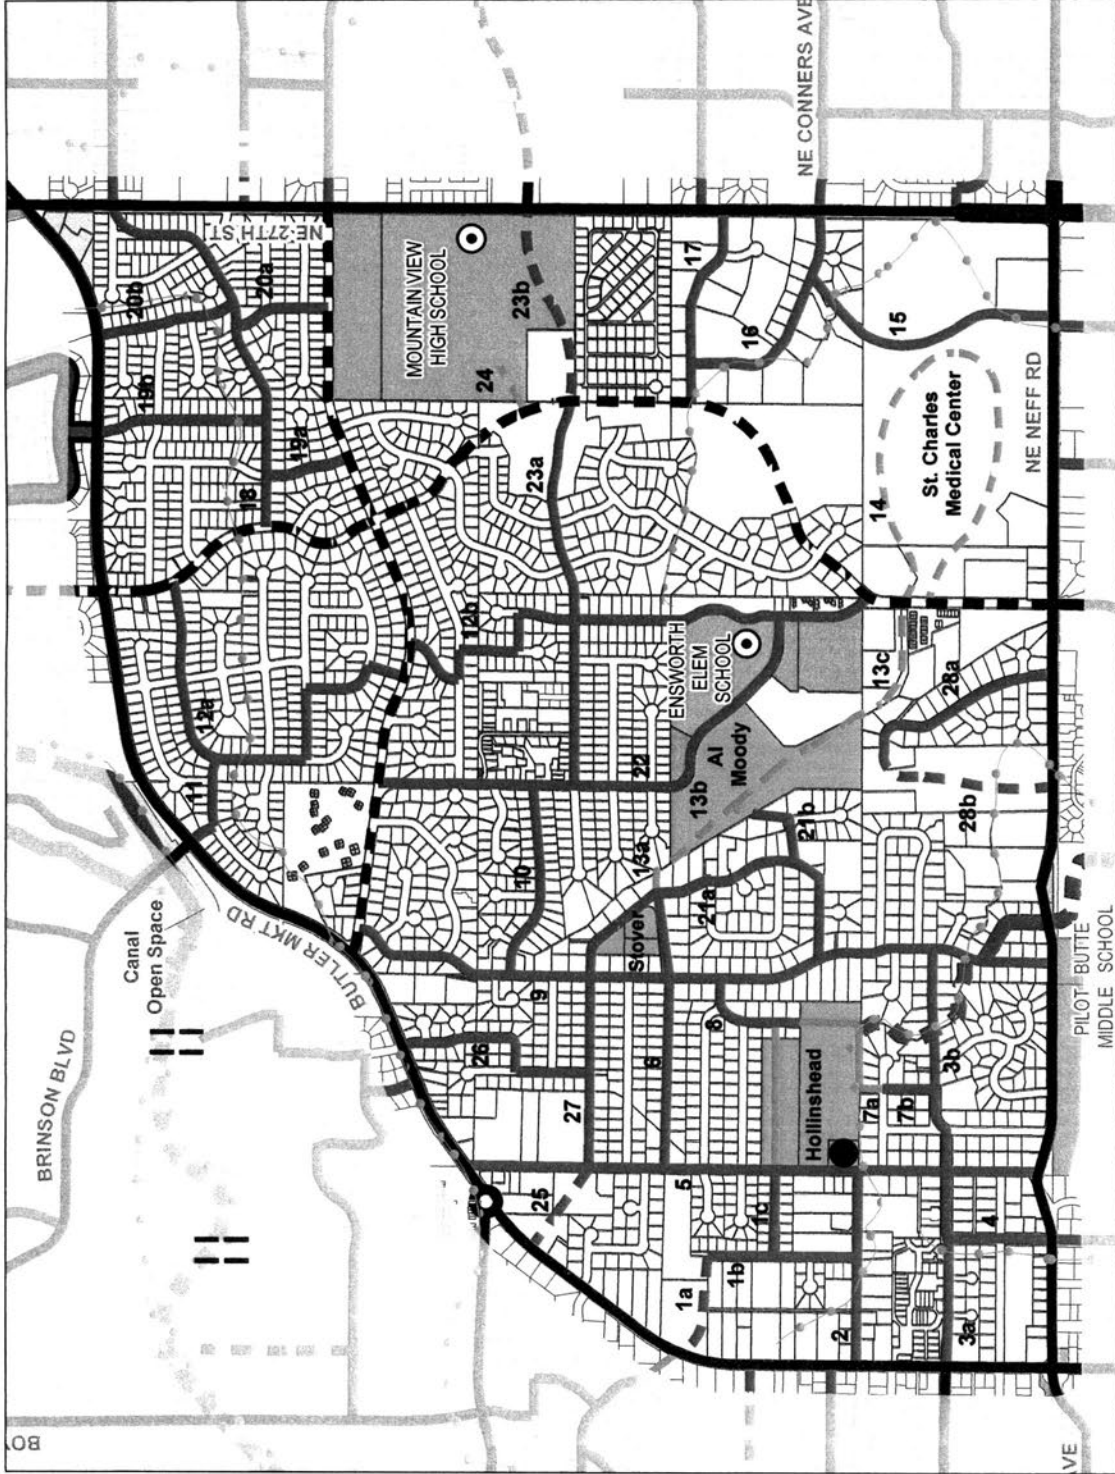 NE CONNERS AVE
NE 27TH ST
20b
20a
17
MOUNTAIN VIEW
HIGH SCHOOL
23b
16
15
24
19b
19a
18
23a
14
St. Charles
Medical Center
NE NEFF RD
12b
12a
ENSWORTH
ELEM
SCHOOL
13c
28a
11
22
Al
Moody
13b
28b
10
13a
21b
21a
Stover
Canal
Open Space
BUTLER MKT RD
9
8
26
6
3b
PILOT BUTTE
MIDDLE SCHOOL
BRINSON BLVD
27
Hollinshead
7a
7b
25
5
1c
4
1a
1b
2
3a
BO
VE